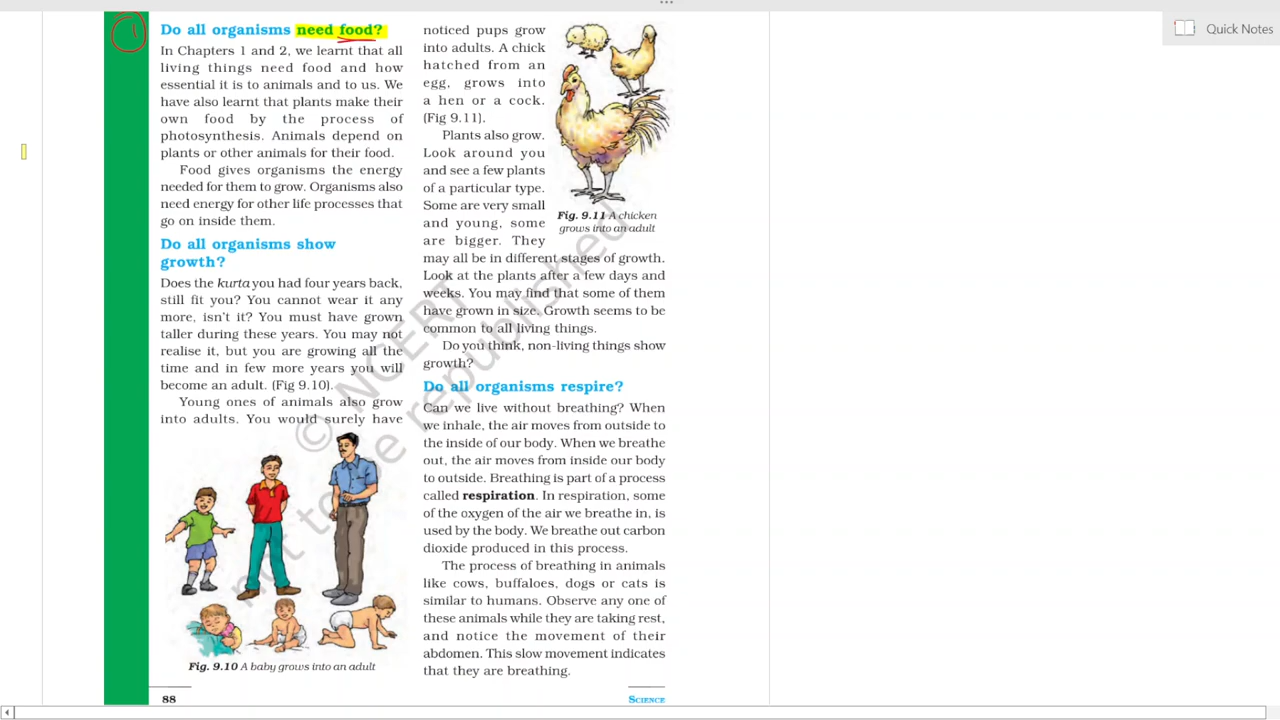 Quick Notes
1
Do all organisms need food?
In Chapters 1 and 2, we learnt that all
living things need food and how
essential it is to animals and to us. We
have also learnt that plants make their
own food by the process of
photosynthesis. Animals depend on
plants or other animals for their food.
Food gives organisms the energy
needed for them to grow. Organisms also
need energy for other life processes that
go on inside them.
Do all organisms show
growth?
Does the kurta you had four years back,
still fit you? You cannot wear it any
more, isn't it? You must have grown
taller during these years. You may not
realise it, but you are growing all the
time and in few more years you will
become an adult. (Fig 9.10).
Young ones of animals also grow
into adults. You would surely have
Fig. 9.10 A baby grows into an adult
88
noticed pups grow
into adults. A chick
hatched from an
egg, grows into
a hen or a cock.
(Fig 9.11).
Plants also grow.
Look around you
and see a few plants
of a particular type.
Some are very small
and young, some
are bigger. They
Fig. 9.11 A chicken
grows into an adult
may all be in different stages of growth.
Look at the plants after a few days and
weeks. You may find that some of them
have grown in size. Growth seems to be
common to all living things.
Do you think, non-living things show
growth?
Do all organisms respire?
Can we live without breathing? When
we inhale, the air moves from outside to
the inside of our body. When we breathe
out, the air moves from inside our body
to outside. Breathing is part of a process
called respiration. In respiration, some
of the oxygen of the air we breathe in, is
used by the body. We breathe out carbon
dioxide produced in this process.
The process of breathing in animals
like cows, buffaloes, dogs or cats is
similar to humans. Observe any one of
these animals while they are taking rest,
and notice the movement of their
abdomen. This slow movement indicates
that they are breathing.
SCIENCE
© NCERT
not to be republished